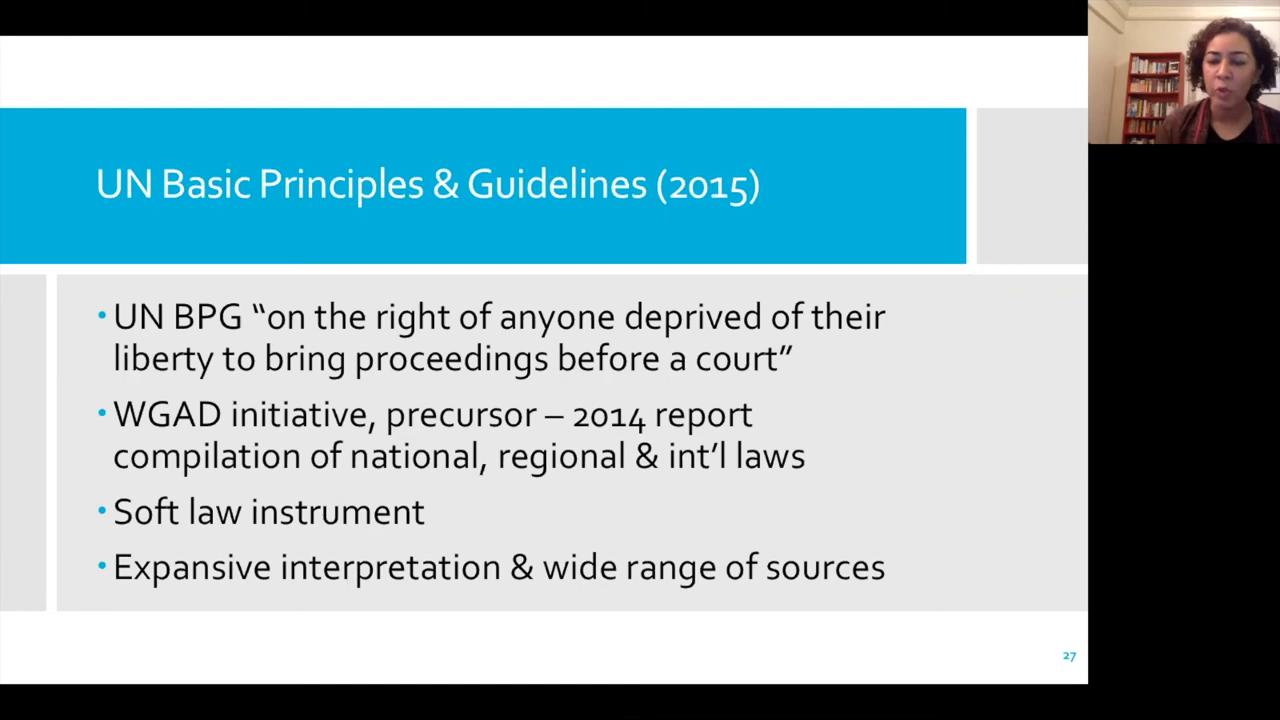 UN Basic Principles & Guidelines (2015)
• UN BPG “on the right of anyone deprived of their
liberty to bring proceedings before a court”
• WGAD initiative, precursor – 2014 report
compilation of national, regional & int’l laws
• Soft law instrument
• Expansive interpretation & wide range of sources
27